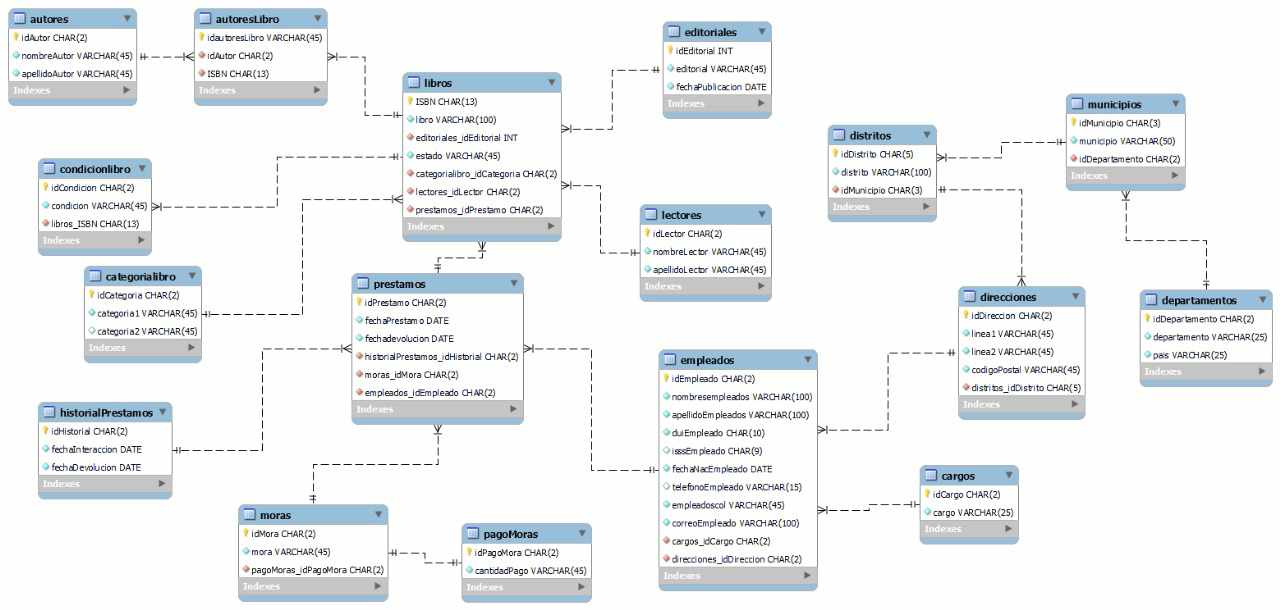 autores
idAutor CHAR(2)
nombreAutor VARCHAR(45)
apellidoAutor VARCHAR(45)
Indexes
autoresLibro
idautoresLibro VARCHAR(45)
idAutor CHAR(2)
ISBN CHAR(13)
Indexes
libros
ISBN CHAR(13)
libro VARCHAR(100)
editoriales_idEditorial INT
estado VARCHAR(45)
categorialibro_idCategoria CHAR(2)
lectores_idLector CHAR(2)
prestamos_idPrestamo CHAR(2)
Indexes
editoriales
idEditorial INT
editorial VARCHAR(45)
fechaPublicacion DATE
Indexes
municipios
idMunicipio CHAR(3)
municipio VARCHAR(50)
idDepartamento CHAR(2)
Indexes
distritos
idDistrito CHAR(5)
distrito VARCHAR(100)
idMunicipio CHAR(3)
Indexes
condicionlibro
idCondicion CHAR(2)
condicion VARCHAR(45)
libros_ISBN CHAR(13)
Indexes
lectores
idLector CHAR(2)
nombreLector VARCHAR(45)
apellidoLector VARCHAR(45)
Indexes
categorialibro
idCategoria CHAR(2)
categoria1 VARCHAR(45)
categoria2 VARCHAR(45)
Indexes
prestamos
idPrestamo CHAR(2)
fechaPrestamo DATE
fechadevolucion DATE
historialPrestamos_idHistorial CHAR(2)
moras_idMora CHAR(2)
empleados_idEmpleado CHAR(2)
Indexes
direcciones
idDireccion CHAR(2)
linea1 VARCHAR(45)
linea2 VARCHAR(45)
codigoPostal VARCHAR(45)
distritos_idDistrito CHAR(5)
Indexes
departamentos
idDepartamento CHAR(2)
departamento VARCHAR(25)
pais VARCHAR(25)
Indexes
empleados
idEmpleado CHAR(2)
nombresempleados VARCHAR(100)
apellidoEmpleados VARCHAR(100)
duiEmpleado CHAR(10)
isssEmpleado CHAR(9)
fechaNacEmpleado DATE
telefonoEmpleado VARCHAR(15)
empleadoscol VARCHAR(45)
correoEmpleado VARCHAR(100)
cargos_idCargo CHAR(2)
direcciones_idDireccion CHAR(2)
Indexes
historialPrestamos
idHistorial CHAR(2)
fechaInteraccion DATE
fechaDevolucion DATE
Indexes
cargos
idCargo CHAR(2)
cargo VARCHAR(25)
Indexes
moras
idMora CHAR(2)
mora VARCHAR(45)
pagoMoras_idPagoMora CHAR(2)
Indexes
pagoMoras
idPagoMora CHAR(2)
cantidadPago VARCHAR(45)
Indexes